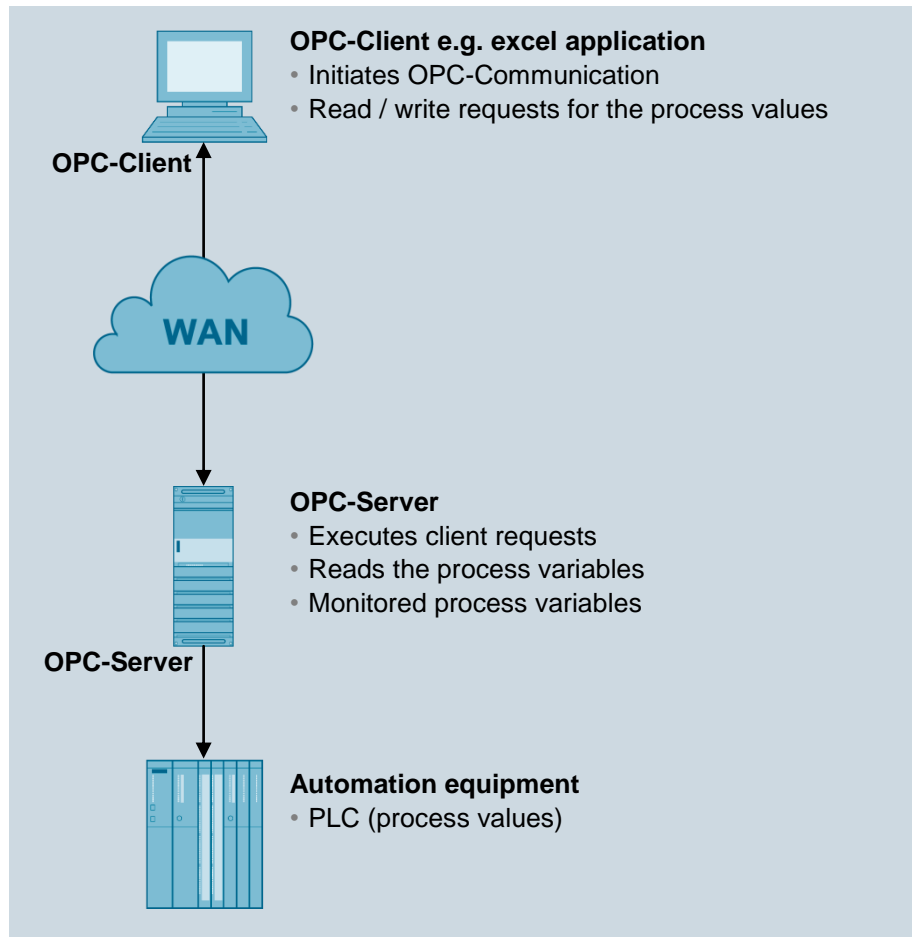 OPC-Client e.g. excel application
• Initiates OPC-Communication
• Read / write requests for the process values
OPC-Client
WAN
OPC-Server
• Executes client requests
• Reads the process variables
• Monitored process variables
OPC-Server
Automation equipment
• PLC (process values)